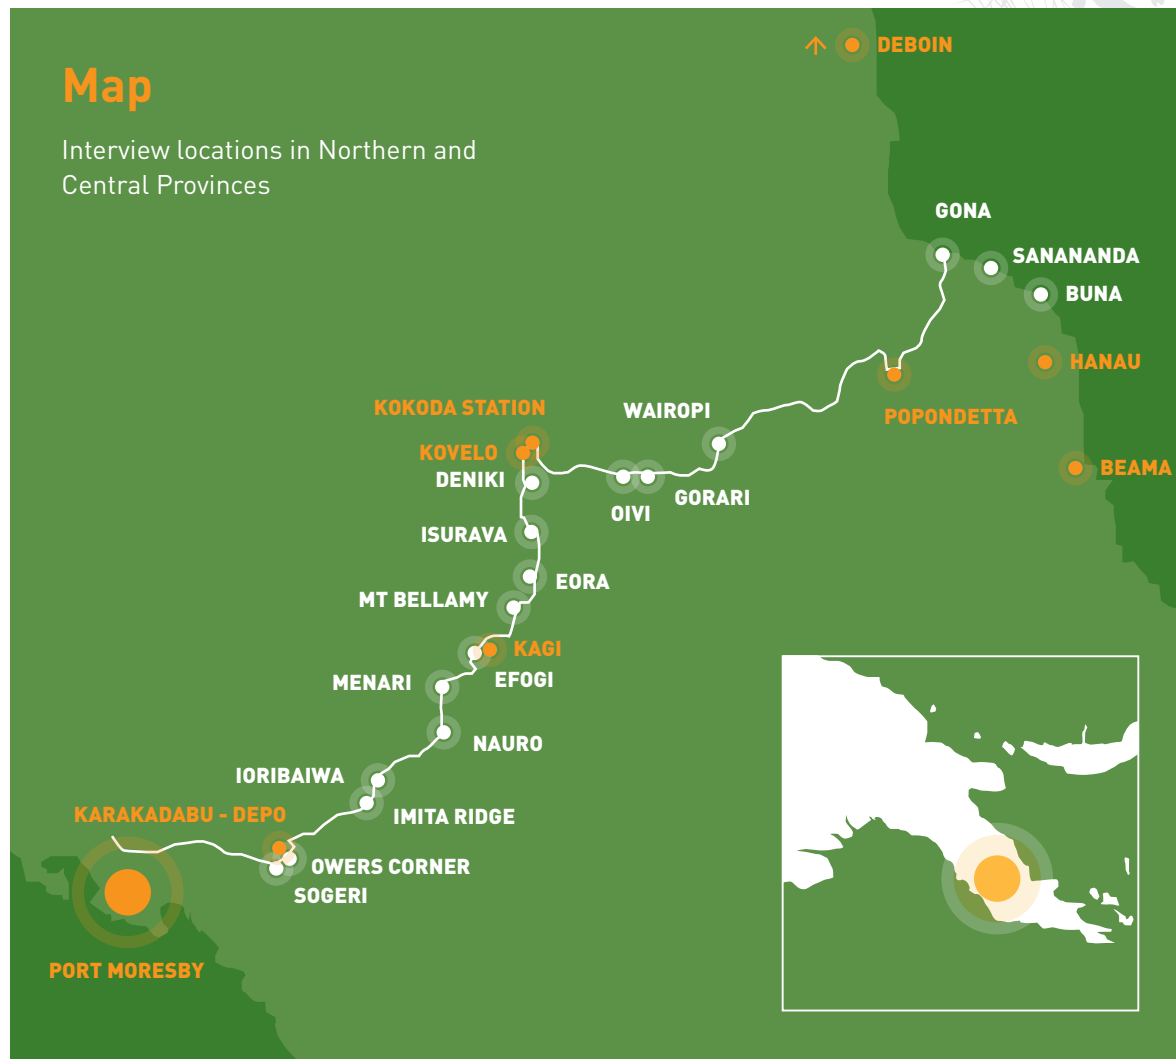 Map
Interview locations in Northern and
Central Provinces
DEBOIN
GONA
SANANANDA
BUNA
HANAU
POPONDETTA
BEAMA
WAIROPI
KOKODA STATION
KOVELO
DENIKI
GORARI
OIVI
ISURAVA
EORA
MT BELLAMY
KAGI
EFOGI
MENARI
NAURO
IORIBAIWA
IMITA RIDGE
KARAKADABU - DEPO
OWERS CORNER
SOGERI
PORT MORESBY